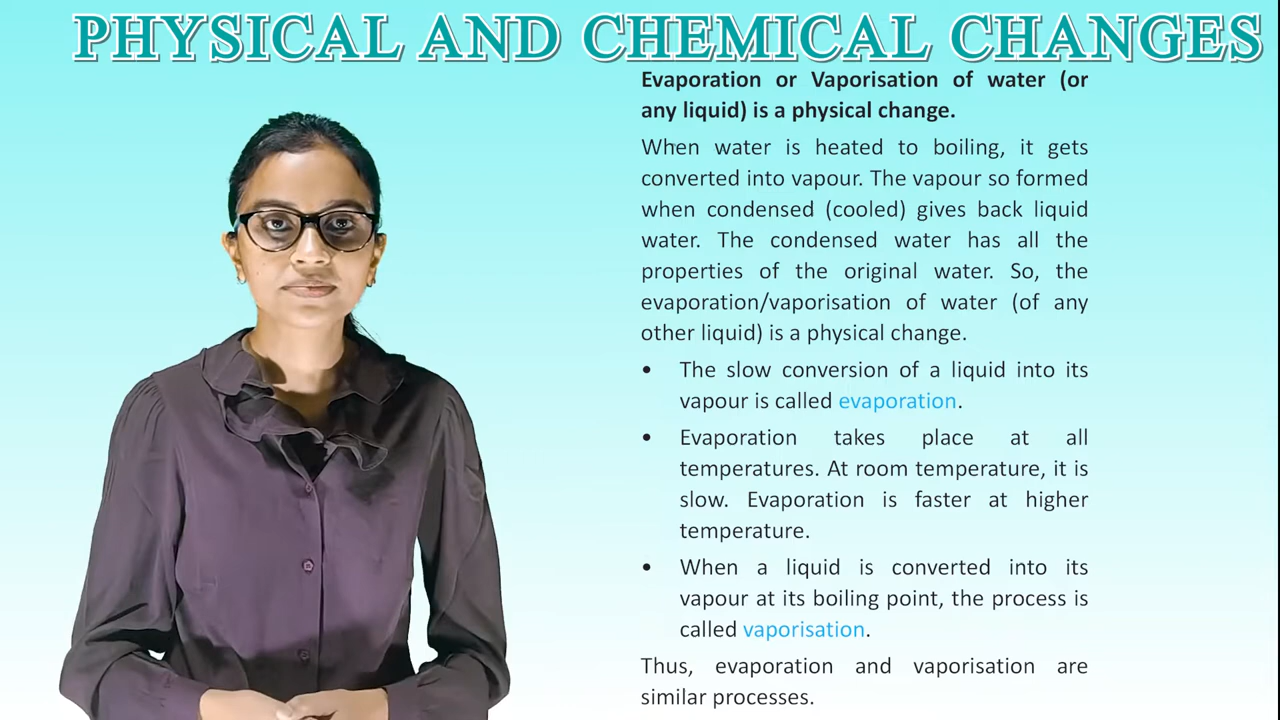 PHYSICAL AND CHEMICAL CHANGES
Evaporation or Vaporisation of water (or
any liquid) is a physical change.
When water is heated to boiling, it gets
converted into vapour. The vapour so formed
when condensed (cooled) gives back liquid
water. The condensed water has all the
properties of the original water. So, the
evaporation/vaporisation of water (of any
other liquid) is a physical change.
• The slow conversion of a liquid into its
vapour is called evaporation.
• Evaporation takes place at all
temperatures. At room temperature, it is
slow. Evaporation is faster at higher
temperature.
• When a liquid is converted into its
vapour at its boiling point, the process is
called vaporisation.
Thus, evaporation and vaporisation are
similar processes.